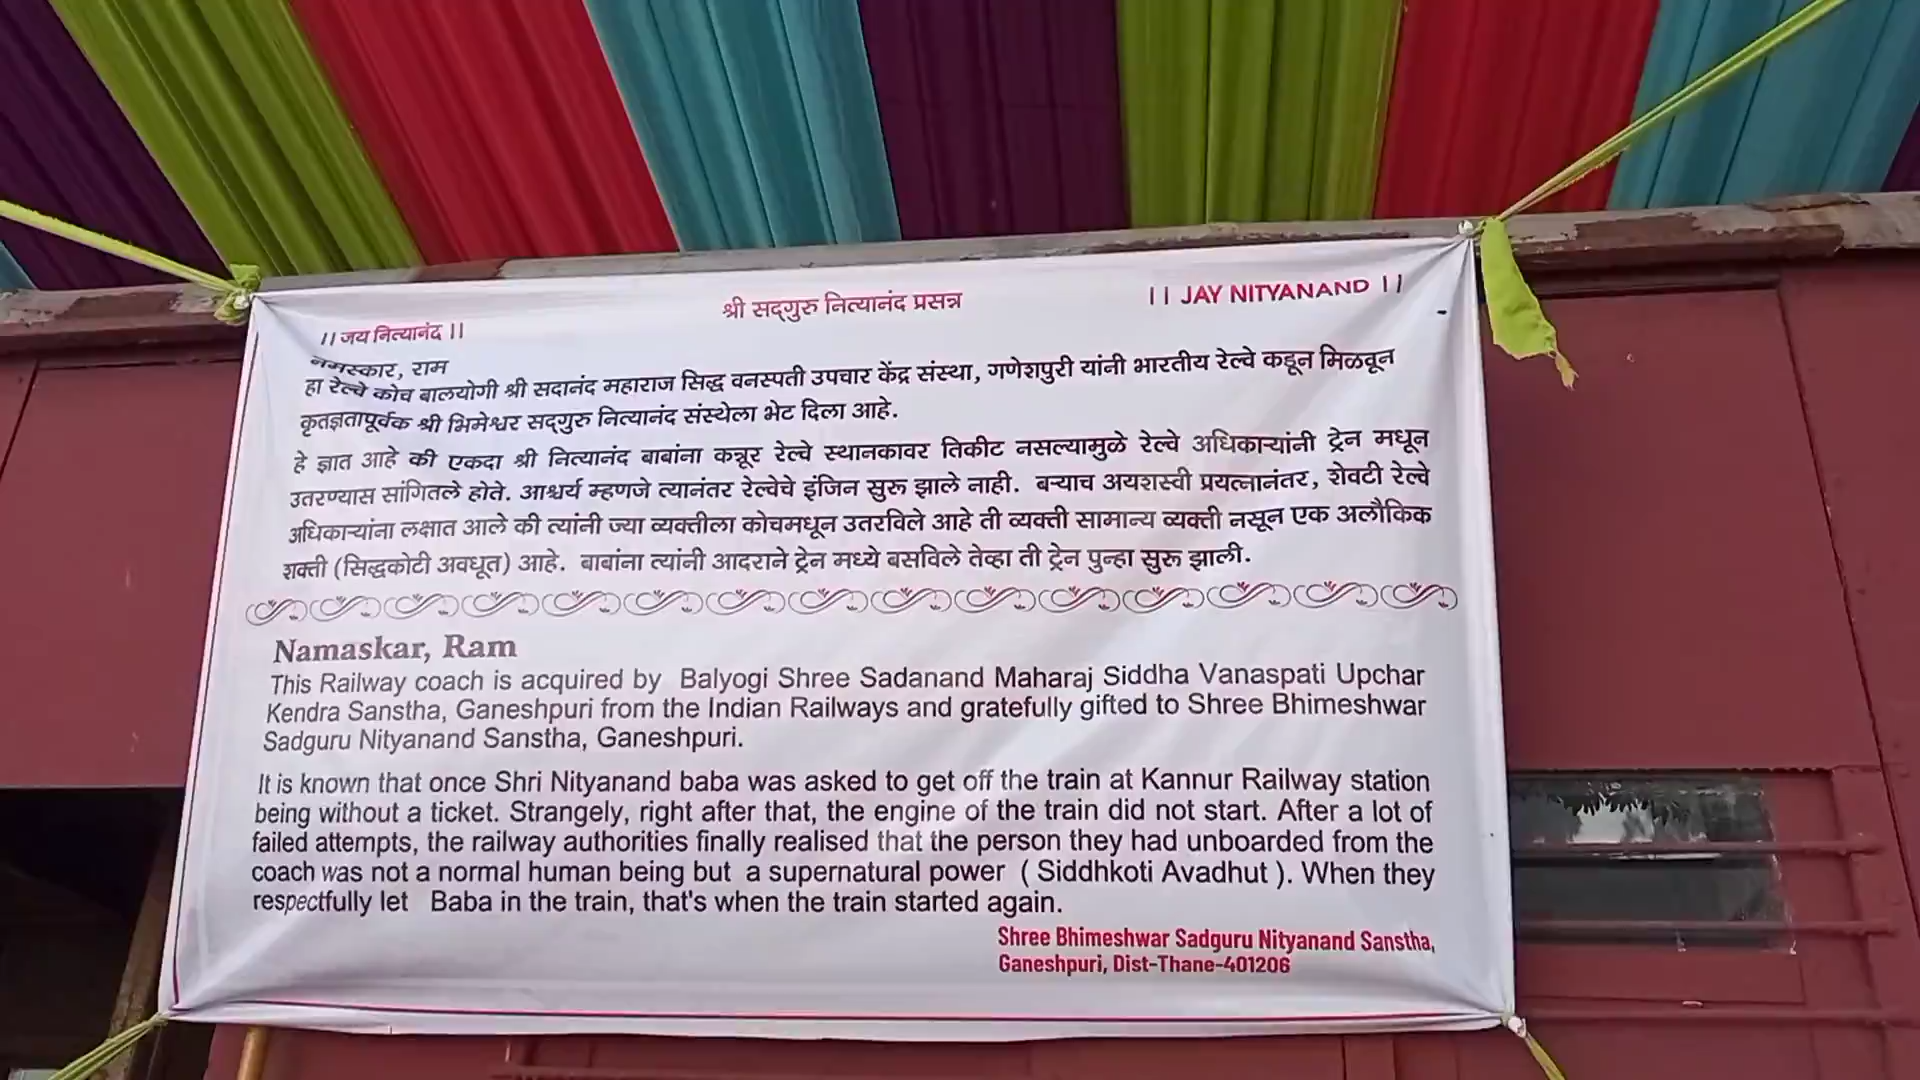 श्री सद्‌गुरु नित्यानंद प्रसन्न
|| JAY NITYANAND ||
|| जय नित्यानंद ||
नमस्कार, राम
हा रेल्वे कोच बालयोगी श्री सदानंद महाराज सिद्ध वनस्पती उपचार केंद्र संस्था, गणेशपुरी यांनी भारतीय रेल्वे कडून मिळवून
कृतज्ञतापूर्वक श्री भिमेश्वर सद्‌गुरु नित्यानंद संस्थेला भेट दिला आहे.
हे ज्ञात आहे की एकदा श्री नित्यानंद बाबांना कन्नूर रेल्वे स्थानकावर तिकीट नसल्यामुळे रेल्वे अधिकाऱ्यांनी ट्रेन मधून
उतरण्यास सांगितले होते. आश्चर्य म्हणजे त्यानंतर रेल्वेचे इंजिन सुरू झाले नाही. बऱ्याच अयशस्वी प्रयत्नानंतर, शेवटी रेल्वे
अधिकाऱ्यांना लक्षात आले की त्यांनी ज्या व्यक्तीला कोचमधून उतरविले आहे ती व्यक्ती सामान्य व्यक्ती नसून एक अलौकिक
शक्ती (सिद्धकोटी अवधूत) आहे. बाबांना त्यांनी आदराने ट्रेन मध्ये बसविले तेव्हा ती ट्रेन पुन्हा सुरू झाली.
Namaskar, Ram
This Railway coach is acquired by Balyogi Shree Sadanand Maharaj Siddha Vanaspati Upchar
Kendra Sanstha, Ganeshpuri from the Indian Railways and gratefully gifted to Shree Bhimeshwar
Sadguru Nityanand Sanstha, Ganeshpuri.
It is known that once Shri Nityanand baba was asked to get off the train at Kannur Railway station
being without a ticket. Strangely, right after that, the engine of the train did not start. After a lot of
failed attempts, the railway authorities finally realised that the person they had unboarded from the
coach was not a normal human being but a supernatural power ( Siddhkoti Avadhut ). When they
respectfully let Baba in the train, that's when the train started again.
Shree Bhimeshwar Sadguru Nityanand Sanstha,
Ganeshpuri, Dist-Thane-401206